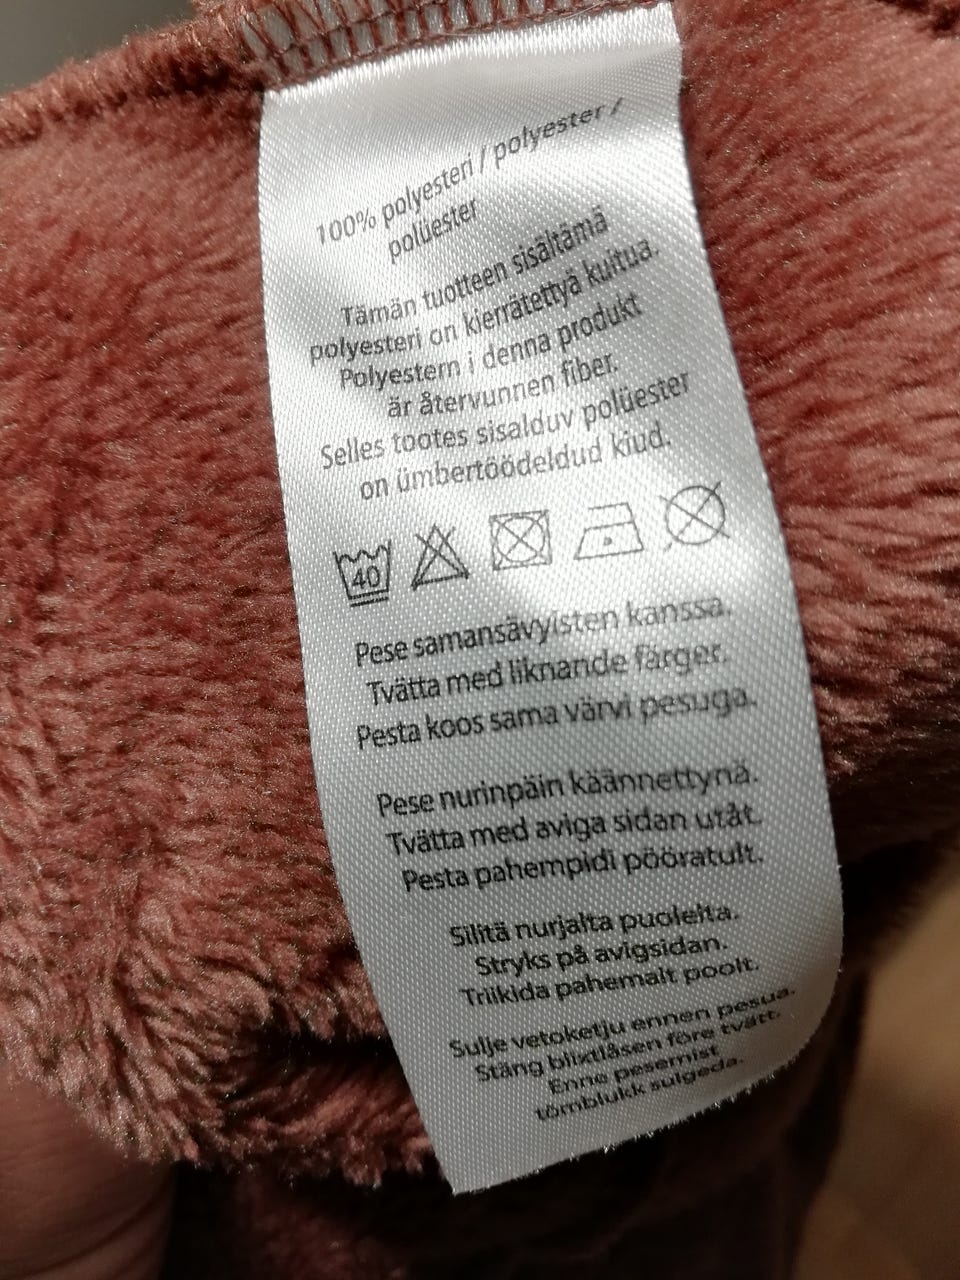 100% polyesteri / polyester /
polüester
Tämän tuotteen sisältämä
polyesteri on kierrätettyä kuitua.
Polyestern i denna produkt
är återvunnen fiber.
Selles tootes sisalduv polüester
on ümbertöödeldud kiud.
40
Pese samansävyisten kanssa.
Tvätta med liknande färger.
Pesta koos sama värvi pesuga.
Pese nurinpäin käännettynä.
Tvätta med aviga sidan utåt.
Pesta pahempidi pööratult.
Silitä nurjalta puolelta.
Stryks på avigsidan.
Triikida pahemalt poolt.
Sulje vetoketju ennen pesua.
Stäng blixtlåsen före tvätt.
Enne pesemist
tõmblukk sulgeda.